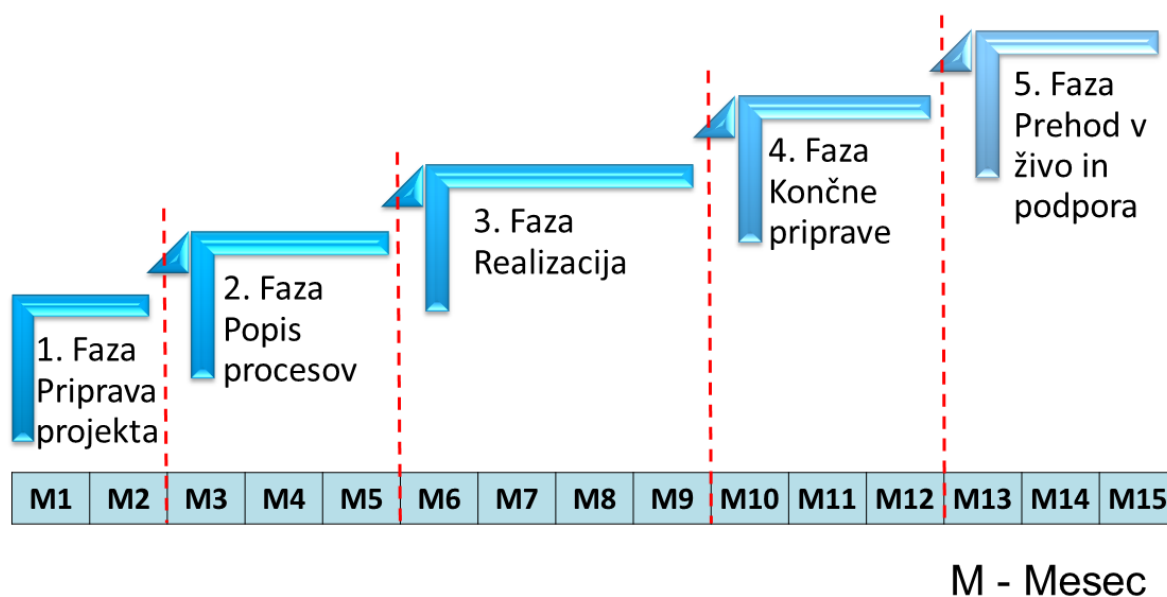 1. Faza
Priprava
projekta
2. Faza
Popis
procesov
3. Faza
Realizacija
4. Faza
Končne
priprave
5. Faza
Prehod v
živo in
podpora
M1 M2 M3 M4 M5 M6 M7 M8 M9 M10 M11 M12 M13 M14 M15
M - Mesec